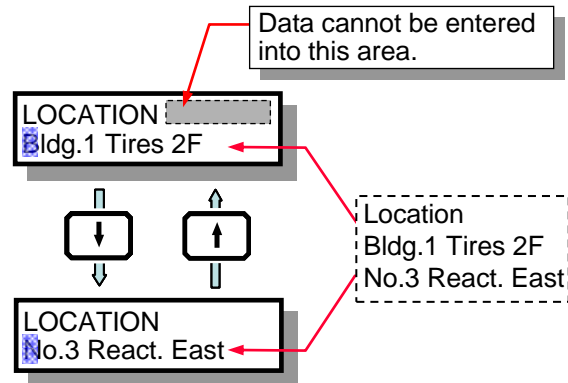 Data cannot be entered
into this area.
LOCATION
Bldg.1 Tires 2F
Location
Bldg.1 Tires 2F
No.3 React. East
LOCATION
No.3 React. East